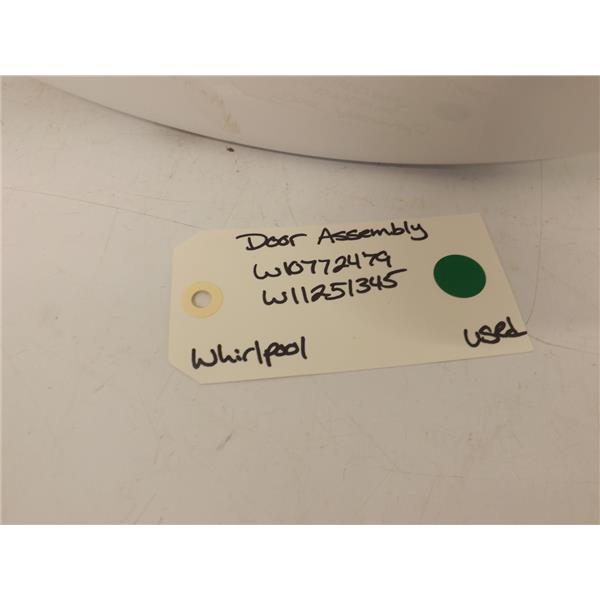 Door Assembly
W10772479
W11251345
Whirlpool
used